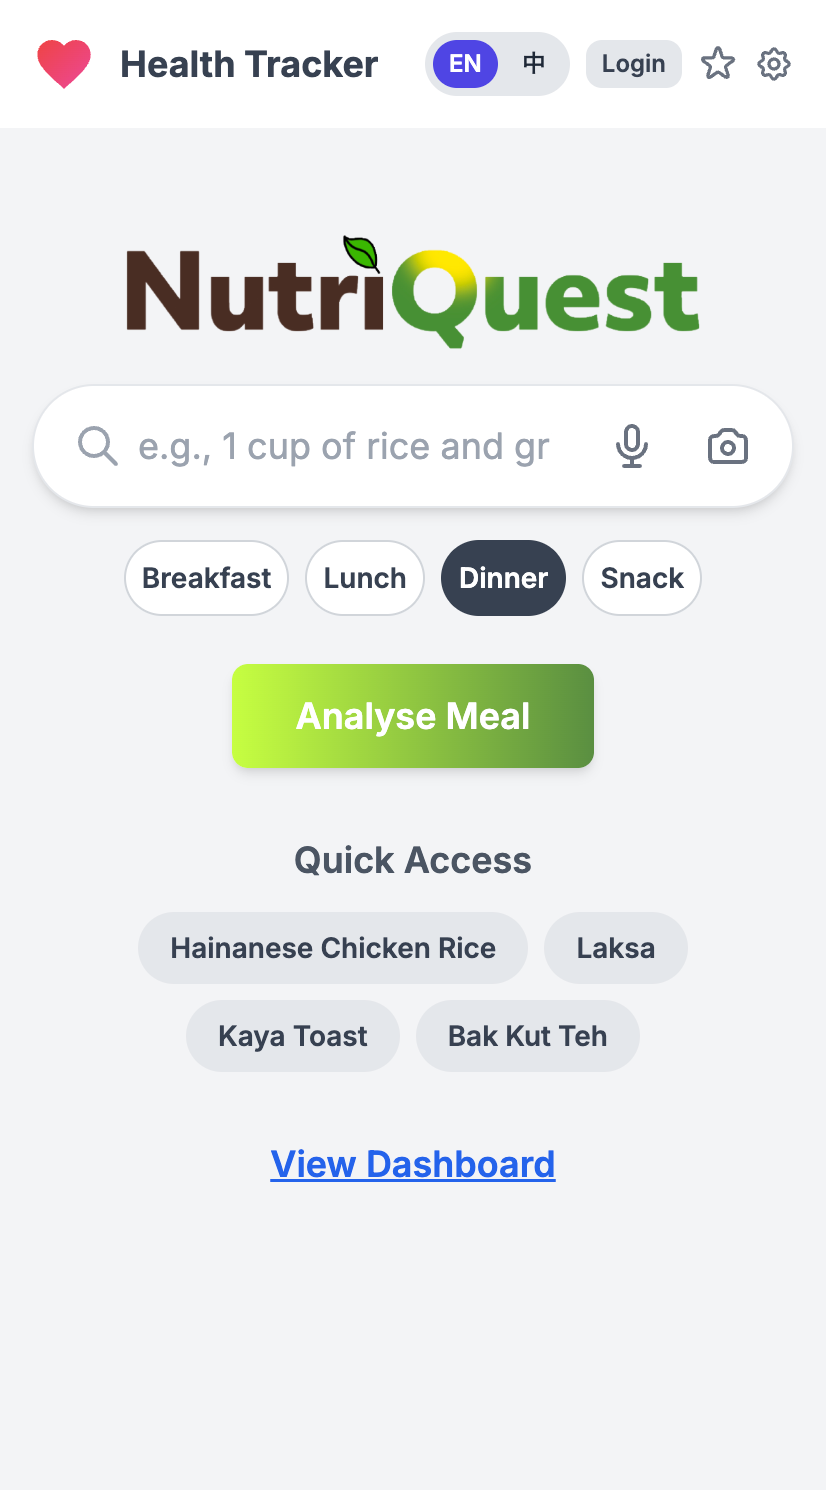 Health Tracker EN 中 Login
NutriQuest
e.g., 1 cup of rice and gr
Breakfast Lunch Dinner Snack
Analyse Meal
Quick Access
Hainanese Chicken Rice Laksa
Kaya Toast Bak Kut Teh
View Dashboard